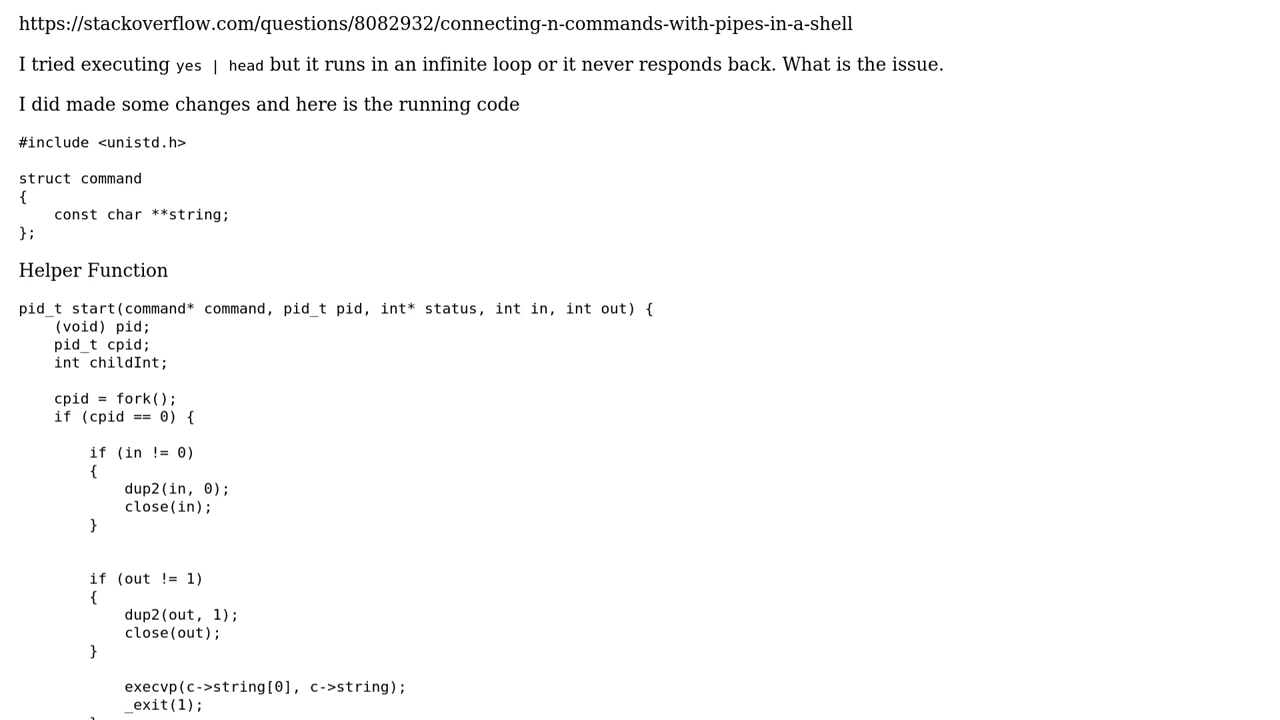 https://stackoverflow.com/questions/8082932/connecting-n-commands-with-pipes-in-a-shell
I tried executing yes | head but it runs in an infinite loop or it never responds back. What is the issue.
I did made some changes and here is the running code
#include <unistd.h>
struct command
{
    const char **string;
};
Helper Function
pid_t start(command* command, pid_t pid, int* status, int in, int out) {
    (void) pid;
    pid_t cpid;
    int childInt;
    cpid = fork();
    if (cpid == 0) {
        if (in != 0)
        {
            dup2(in, 0);
            close(in);
        }
        if (out != 1)
        {
            dup2(out, 1);
            close(out);
        }
            execvp(c->string[0], c->string);
            _exit(1);